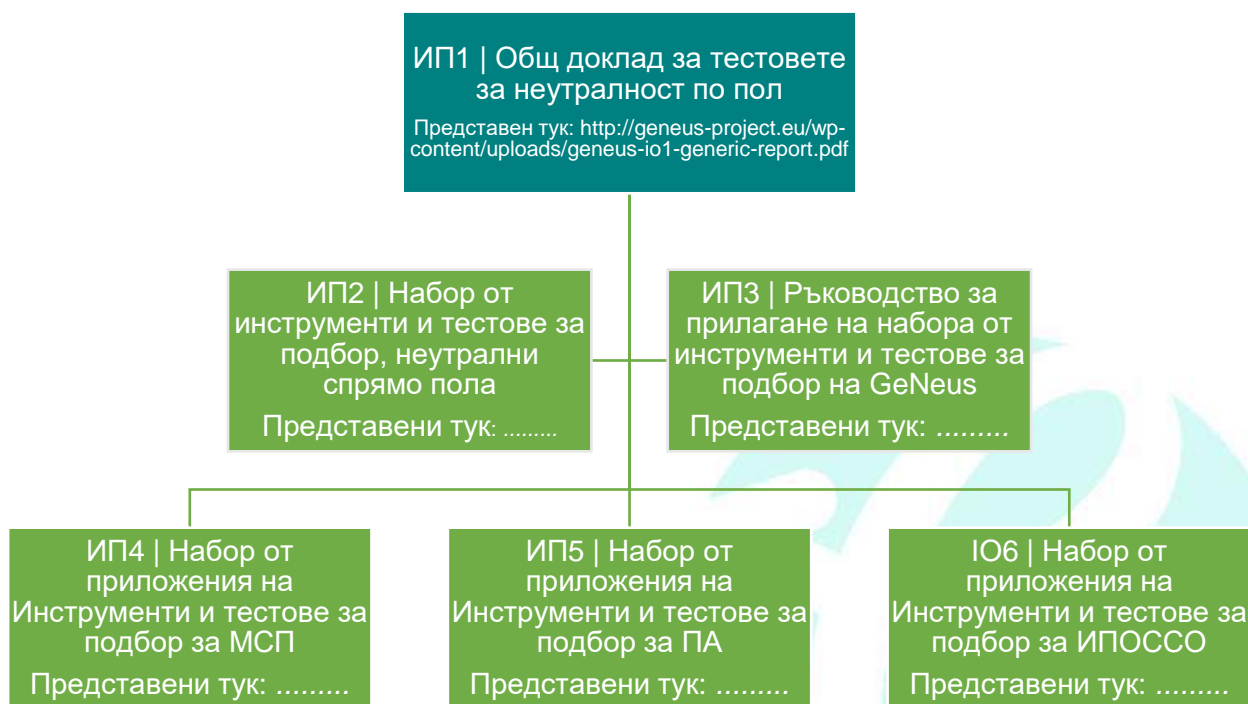 ИП1 | Общ доклад за тестовете
за неутралност по пол
Представен тук: http://geneus-project.eu/wp-
content/uploads/geneus-io1-generic-report.pdf
ИП2 | Набор от
инструменти и тестове за
подбор, неутрални
спрямо пола
Представени тук: .........
ИП3 | Ръководство за
прилагане на набора от
инструменти и тестове за
подбор на GeNeus
Представени тук: .........
ИП4 | Набор от
приложения на
Инструменти и тестове за
подбор за МСП
Представени тук: .........
ИП5 | Набор от
приложения на
Инструменти и тестове за
подбор за ПА
Представени тук: .........
IO6 | Набор от
приложения на
Инструменти и тестове за
подбор за ИПОССО
Представени тук: .........